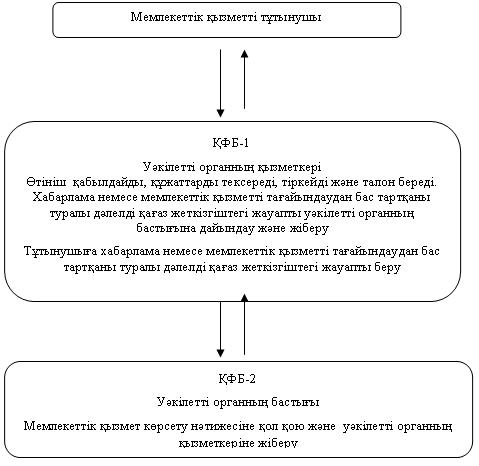 Мемлекеттік қызметті тұтынушы
ҚФБ-1
Уәкілетті органның қызметкері
Өтініш қабылдайды, құжаттарды тексереді, тіркейді және талон береді.
Хабарлама немесе мемлекеттік қызметті тағайындаудан бас тартқаны
туралы дәлелді қағаз жеткізгіштегі жауапты уәкілетті органның
бастығына дайындау және жіберу
Тұтынушыға хабарлама немесе мемлекеттік қызметті тағайындаудан бас
тартқаны туралы дәлелді қағаз жеткізгіштегі жауапты беру
ҚФБ-2
Уәкілетті органның бастығы
Мемлекеттік қызмет көрсету нәтижесіне қол қою және уәкілетті органның
қызметкеріне жіберу